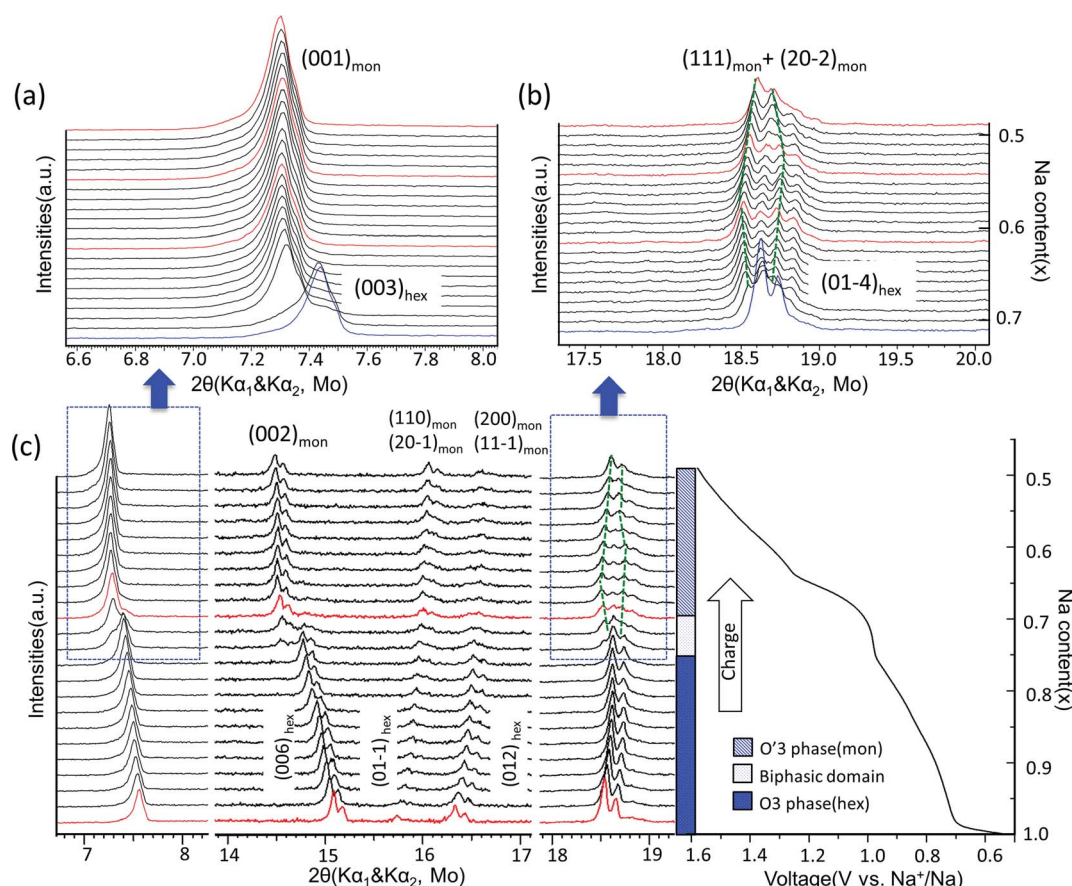 (a)
(001)mon
(003)hex
Intensities(a.u.)
6.6 6.8 7.0 7.2 7.4 7.6 7.8 8.0
2θ(Kα1&Kα2, Mo)
(b)
(111)mon + (20-2)mon
(01-4)hex
Intensities(a.u.)
0.5
0.6
0.7
Na content(x)
17.5 18.0 18.5 19.0 19.5 20.0
2θ(Kα1&Kα2, Mo)
(c)
(002)mon
(110)mon
(20-1)mon
(200)mon
(11-1)mon
(006)hex
(01-1)hex
(012)hex
Intensities(a.u.)
7 8 14 15 16 17 18 19
2θ(Kα1&Kα2, Mo)
Charge
O'3 phase(mon)
Biphasic domain
O3 phase(hex)
0.5
0.6
0.7
0.8
0.9
1.0
Na content(x)
1.6 1.4 1.2 1.0 0.8 0.6 0.4
Voltage(V vs. Na⁺/Na)